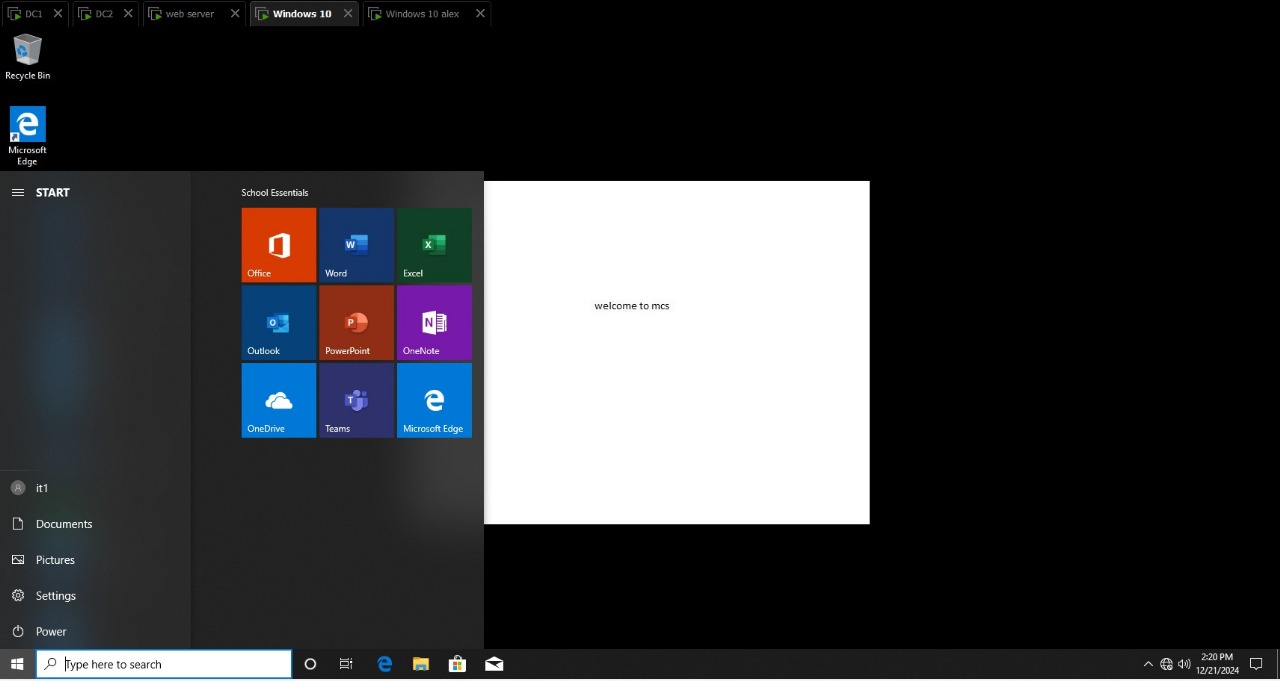 DC1
DC2
web server
Windows 10
Windows 10 alex
Recycle Bin
Microsoft
Edge
START
School Essentials
Office
Word
W
Excel
X
Outlook
O
PowerPoint
P
OneNote
N
OneDrive
Teams
T
Microsoft Edge
welcome to mcs
it1
Documents
Pictures
Settings
Power
Type here to search
2:20 PM
12/21/2024